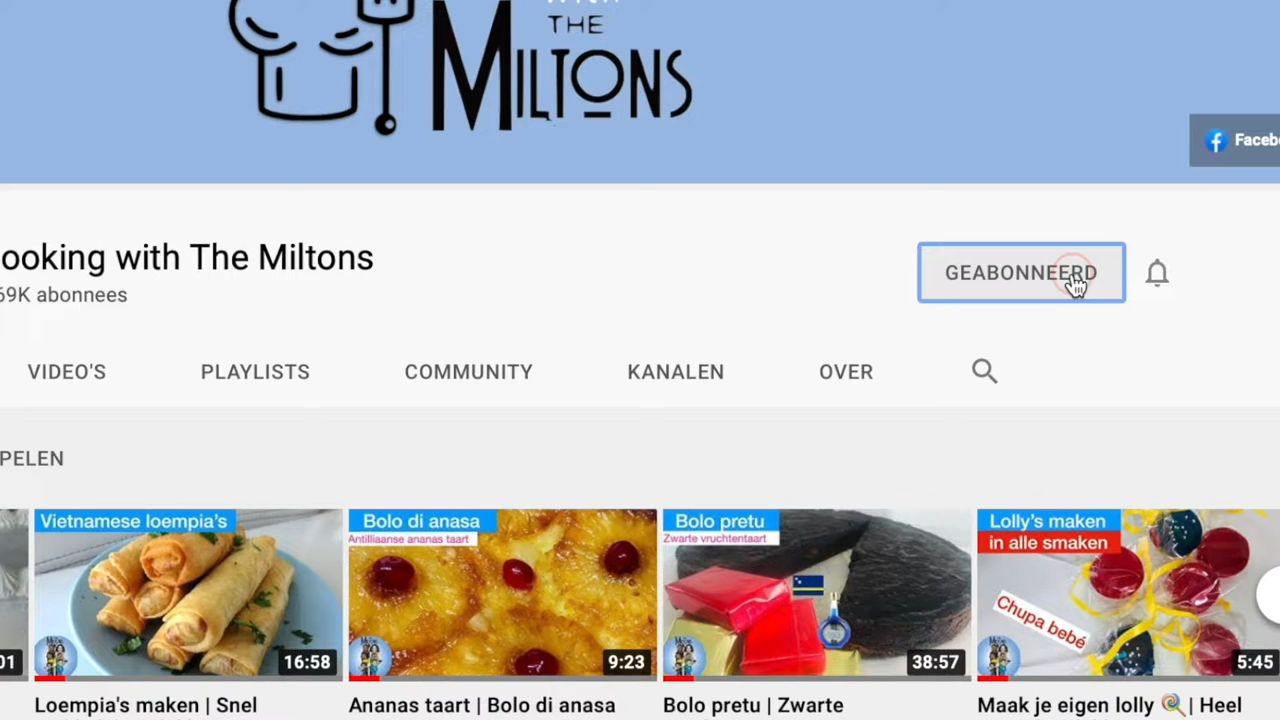 THE
MILTONS
Faceb
ooking with The Miltons
69K abonnees
GEABONNEERD
VIDEO'S
PLAYLISTS
COMMUNITY
KANALEN
OVER
PELEN
Vietnamese loempia's
Bolo di anasa
Antilliaanse ananas taart
Bolo pretu
Zwarte vruchtentaart
Lolly's maken
in alle smaken
Chupa bebé
01
16:58
9:23
38:57
5:45
Loempia's maken | Snel
Ananas taart | Bolo di anasa
Bolo pretu | Zwarte
Maak je eigen lolly 🍭| Heel